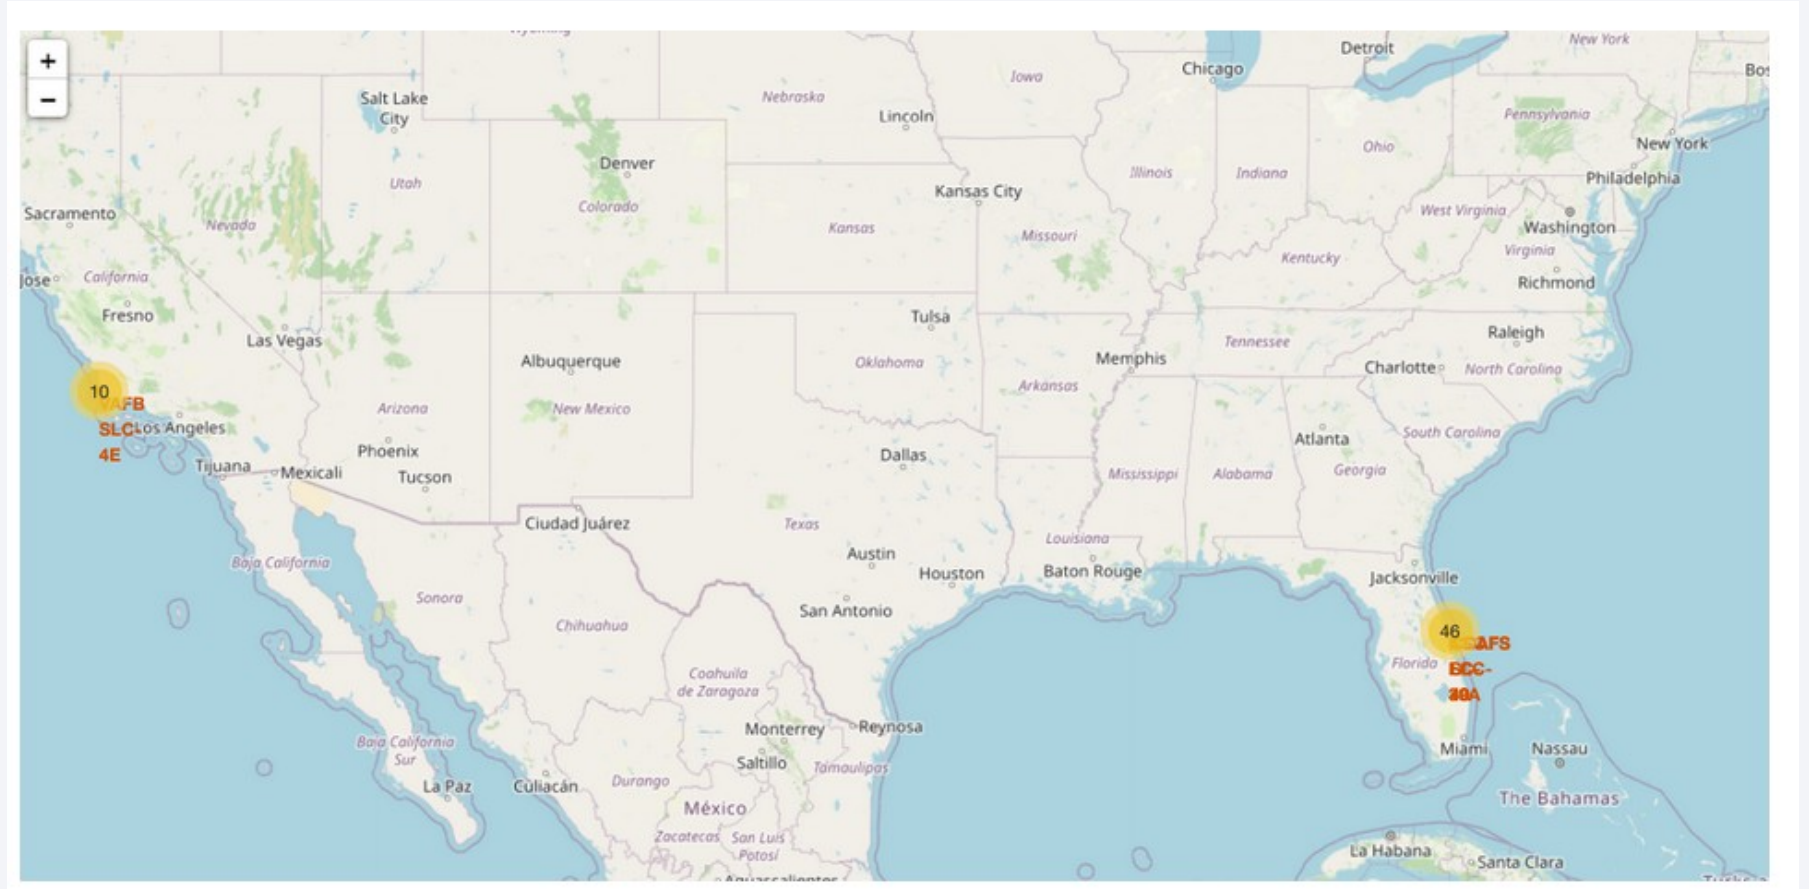 Wyoming
+
−
Salt Lake
City
Nebraska
Lincoln
Iowa
Chicago
Detroit
New York
Bos
Pennsylvania
New York
Denver
Utah
Colorado
Kansas City
Illinois
Indiana
Ohio
Philadelphia
Sacramento
Nevada
Kansas
Missouri
West Virginia
Washington
Virginia
Kentucky
Richmond
Jose
California
Fresno
Las Vegas
Albuquerque
Tulsa
Oklahoma
Memphis
Tennessee
Raleigh
Charlotte
North Carolina
Arkansas
10
VAFB
SLC-
4E
Los Angeles
Arizona
New Mexico
Phoenix
Tucson
Tijuana
Mexicali
Dallas
Mississippi
Alabama
Atlanta
Georgia
South Carolina
Ciudad Juárez
Texas
Austin
Houston
San Antonio
Louisiana
Baton Rouge
Jacksonville
Baja California
Sonora
Chihuahua
46
AFS
Florida
Coahuila
de Zaragoza
Monterrey
Reynosa
Saltillo
Tamaulipas
Miami
Nassau
The Bahamas
Baja California
Sur
La Paz
Culiacán
Durango
México
Zacatecas
San Luis
Potosí
Aguascalientes
La Habana
Santa Clara